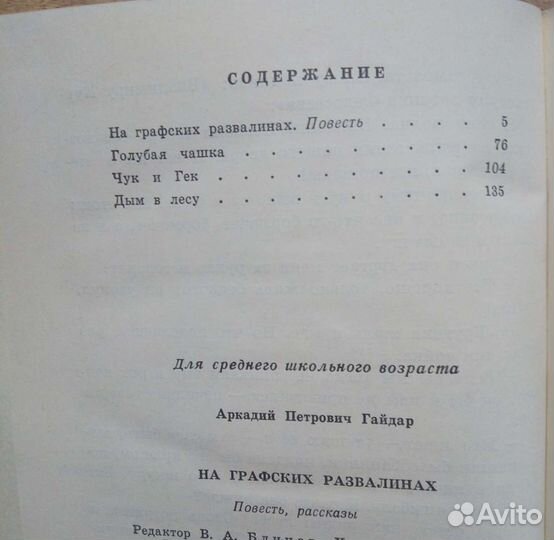 СОДЕРЖАНИЕ
На графских развалинах. Повесть . . . . 5
Голубая чашка . . . . . . . . . 76
Чук и Гек . . . . . . . . . . 104
Дым в лесу . . . . . . . . . . 135
Для среднего школьного возраста
Аркадий Петрович Гайдар
НА ГРАФСКИХ РАЗВАЛИНАХ
Повесть, рассказы
Редактор В. А.
Avito